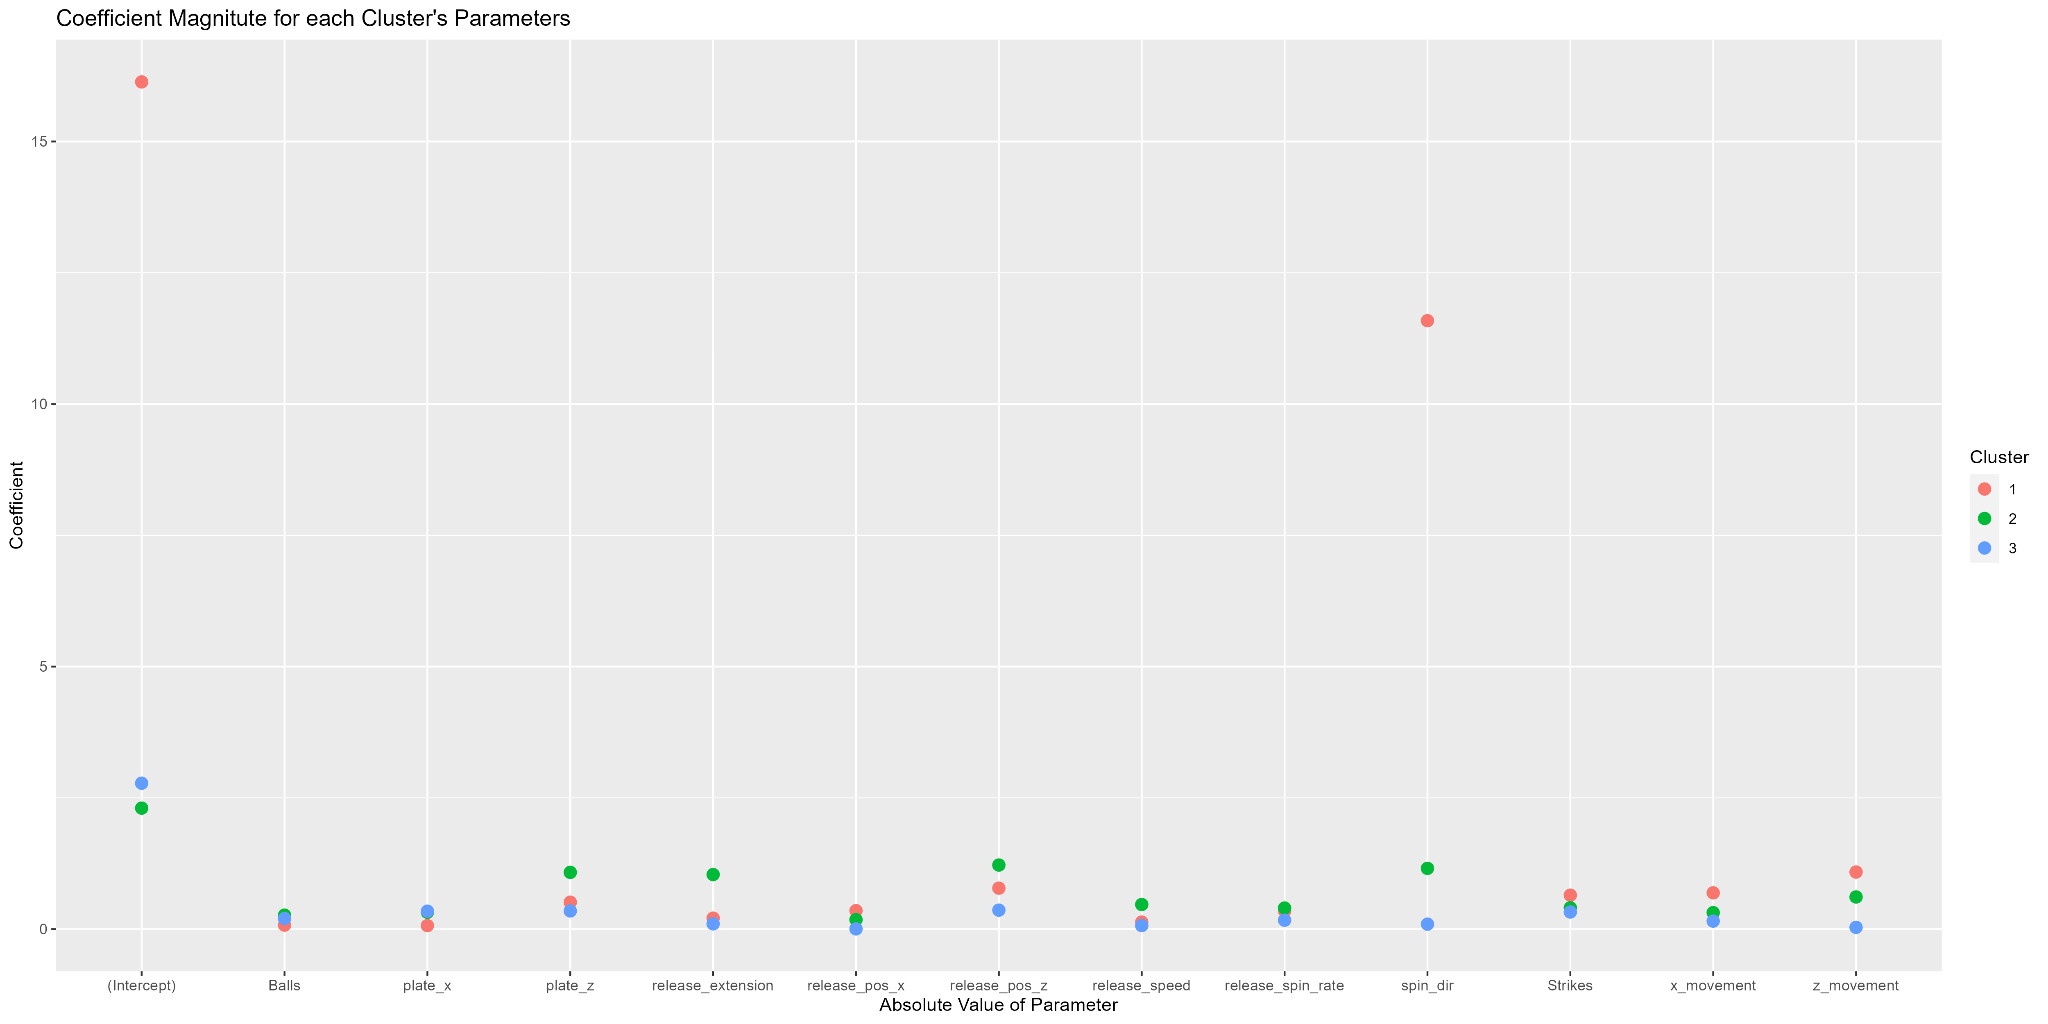 Coefficient Magnitute for each Cluster's Parameters
15
10
5
0
Coefficient
(Intercept) Balls plate_x plate_z release_extension release_pos_x release_pos_z release_speed release_spin_rate spin_dir Strikes x_movement z_movement
Absolute Value of Parameter
Cluster
1
2
3